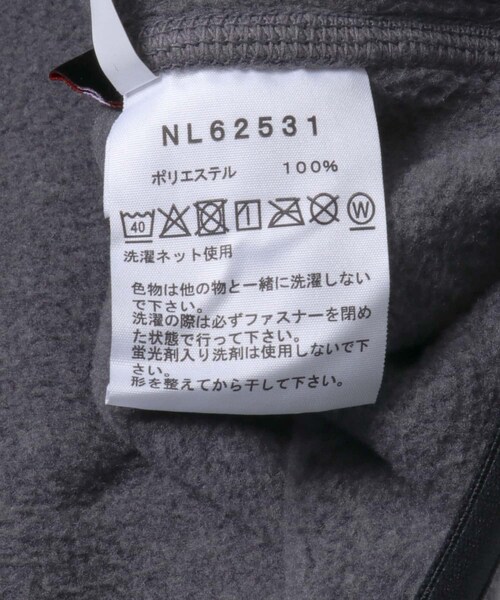 NL62531
ポリエステル 100%
40 W
洗濯ネット使用
色物は他の物と一緒に洗濯しない
で下さい。
洗濯の際は必ずファスナーを閉め
た状態で行って下さい。
蛍光剤入り洗剤は使用しないで下
さい。
形を整えてから干して下さい。